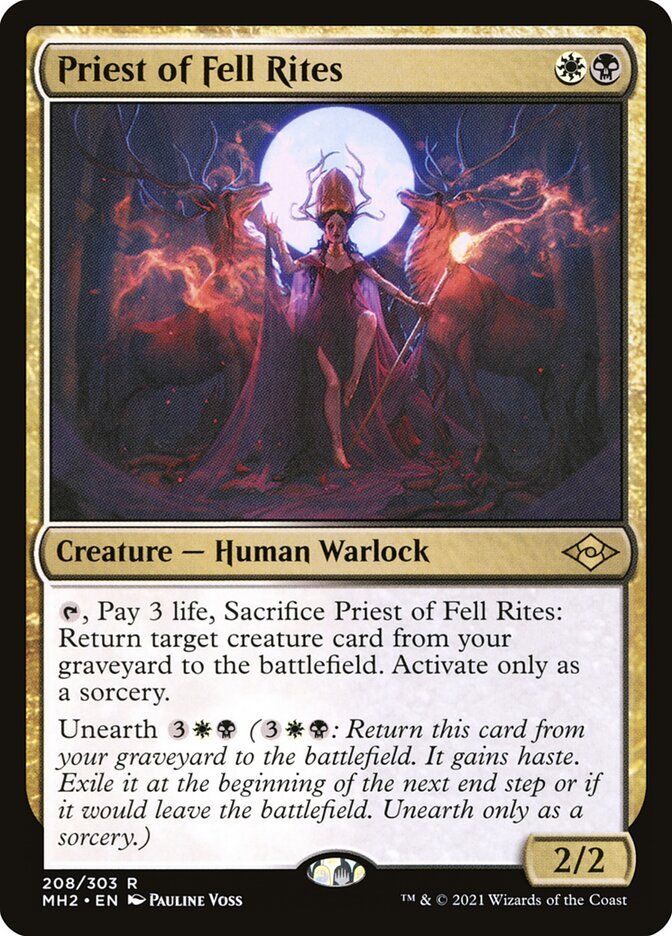 Priest of Fell Rites
Creature — Human Warlock
, Pay 3 life, Sacrifice Priest of Fell Rites:
Return target creature card from your
graveyard to the battlefield. Activate only as
a sorcery.
Unearth 3 (3: Return this card from
your graveyard to the battlefield. It gains haste.
Exile it at the beginning of the next end step or if
it would leave the battlefield. Unearth only as a
sorcery.)
2/2
208/303 R
MH2 • EN Pauline Voss
™ & © 2021 Wizards of the Coast